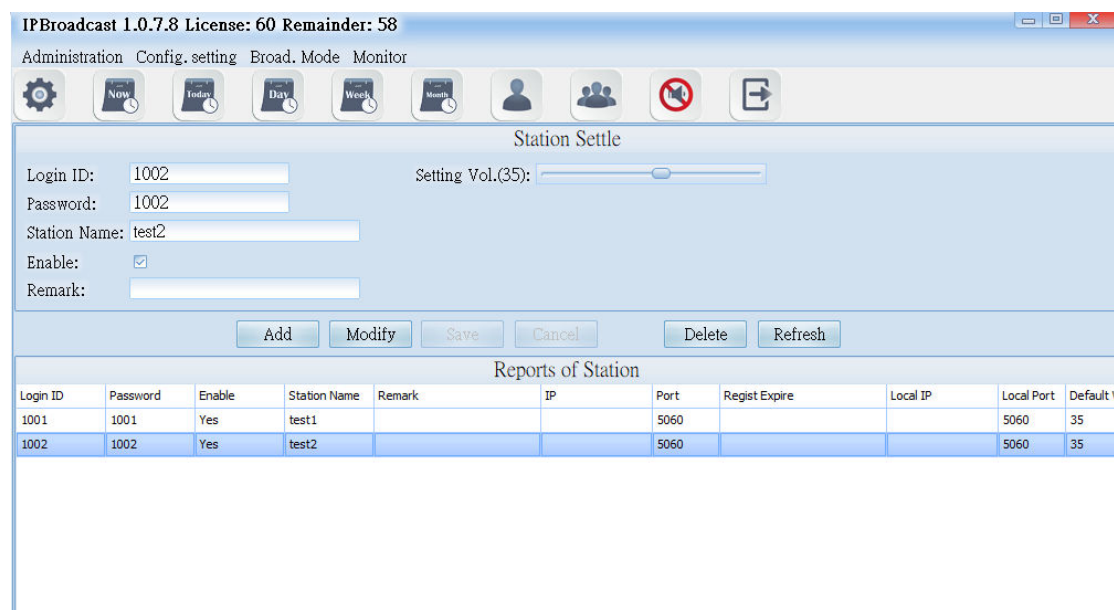 IPBroadcast 1.0.7.8 License: 60 Remainder: 58
Administration Config. setting Broad. Mode Monitor
Now Today Day Week Month
Station Settle
Login ID: 1002 Setting Vol.(35):
Password: 1002
Station Name: test2
Enable:
Remark:
Add Modify Save Cancel Delete Refresh
Reports of Station
Login ID Password Enable Station Name Remark IP Port Regist Expire Local IP Local Port Default
1001 1001 Yes test1 5060 5060 35
1002 1002 Yes test2 5060 5060 35